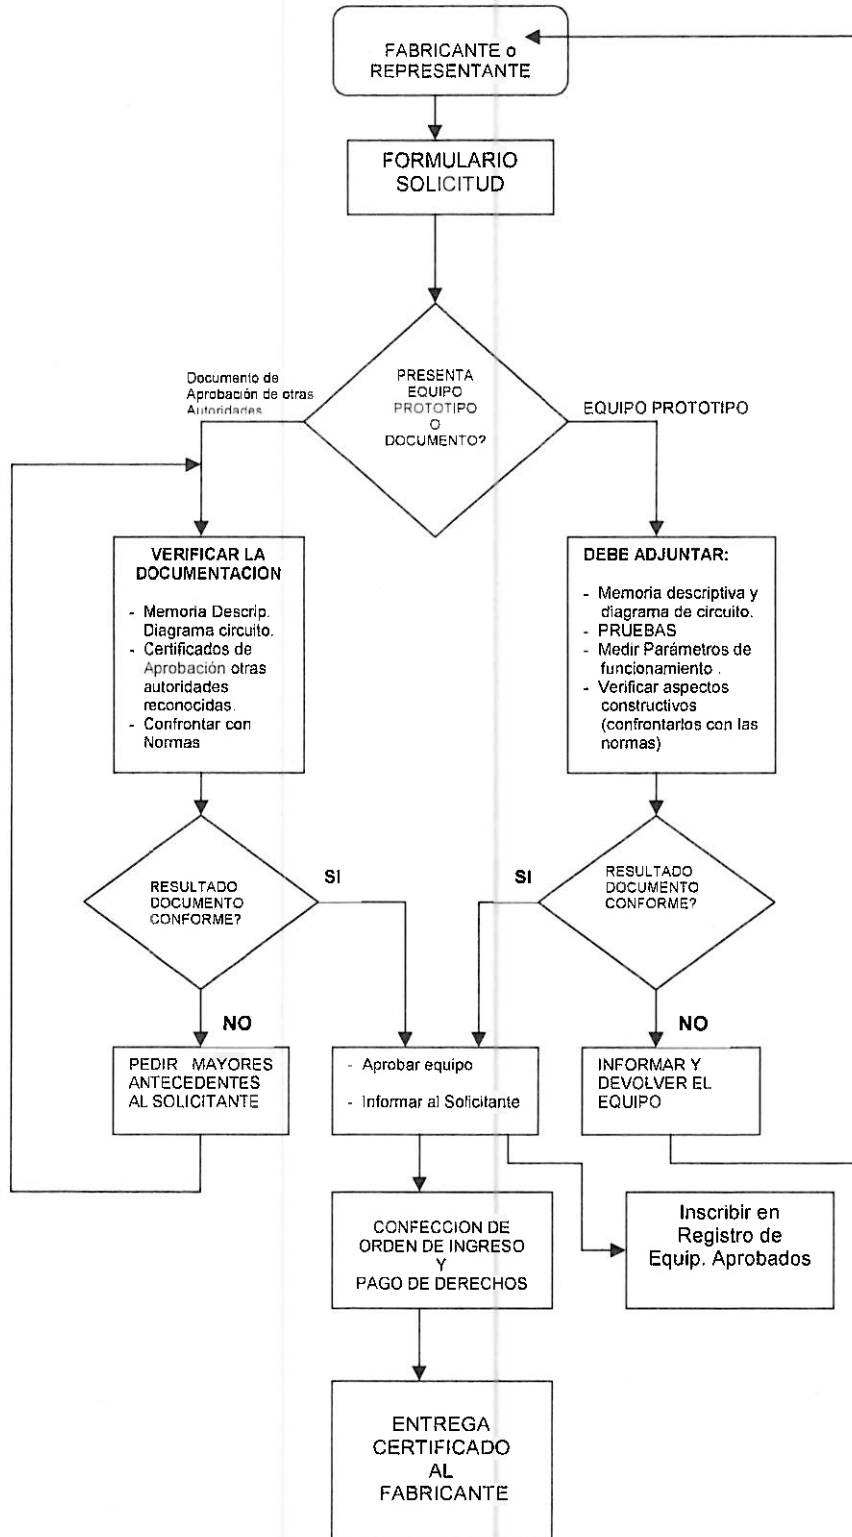 FABRICANTE o
REPRESENTANTE
FORMULARIO
SOLICITUD
PRESENTA
EQUIPO
PROTOTIPO
O
DOCUMENTO?
Documento de
Aprobación de otras
Autoridades
EQUIPO PROTOTIPO
VERIFICAR LA
DOCUMENTACION
- Memoria Descrip.
Diagrama circuito.
- Certificados de
Aprobación otras
autoridades
reconocidas.
- Confrontar con
Normas
DEBE ADJUNTAR:
- Memoria descriptiva y
diagrama de circuito.
- PRUEBAS
- Medir Parámetros de
funcionamiento .
- Verificar aspectos
constructivos
(confrontarlos con las
normas)
RESULTADO
DOCUMENTO
CONFORME?
SI
SI
RESULTADO
DOCUMENTO
CONFORME?
NO
NO
PEDIR MAYORES
ANTECEDENTES
AL SOLICITANTE
- Aprobar equipo
- Informar al Solicitante
INFORMAR Y
DEVOLVER EL
EQUIPO
CONFECCION DE
ORDEN DE INGRESO
Y
PAGO DE DERECHOS
Inscribir en
Registro de
Equip. Aprobados
ENTREGA
CERTIFICADO
AL
FABRICANTE